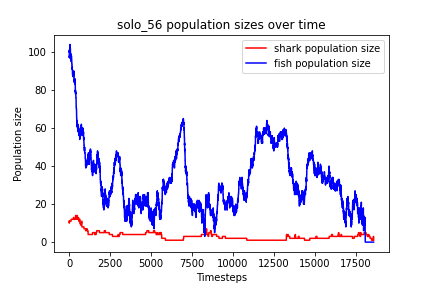 solo_56 population sizes over time
shark population size
fish population size
Population size
100
80
60
40
20
0
0
2500
5000
7500
10000
12500
15000
17500
Timesteps